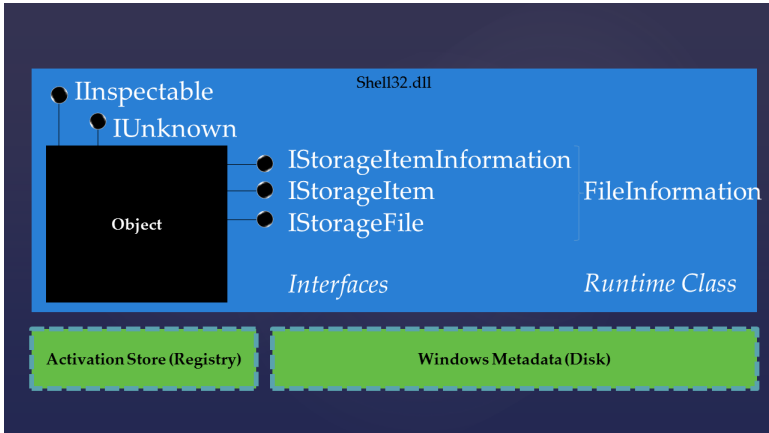 Shell32.dll
IInspectable
IUnknown
IStorageItemInformation
IStorageItem
FileInformation
IStorageFile
Object
Interfaces
Runtime Class
Activation Store (Registry)
Windows Metadata (Disk)